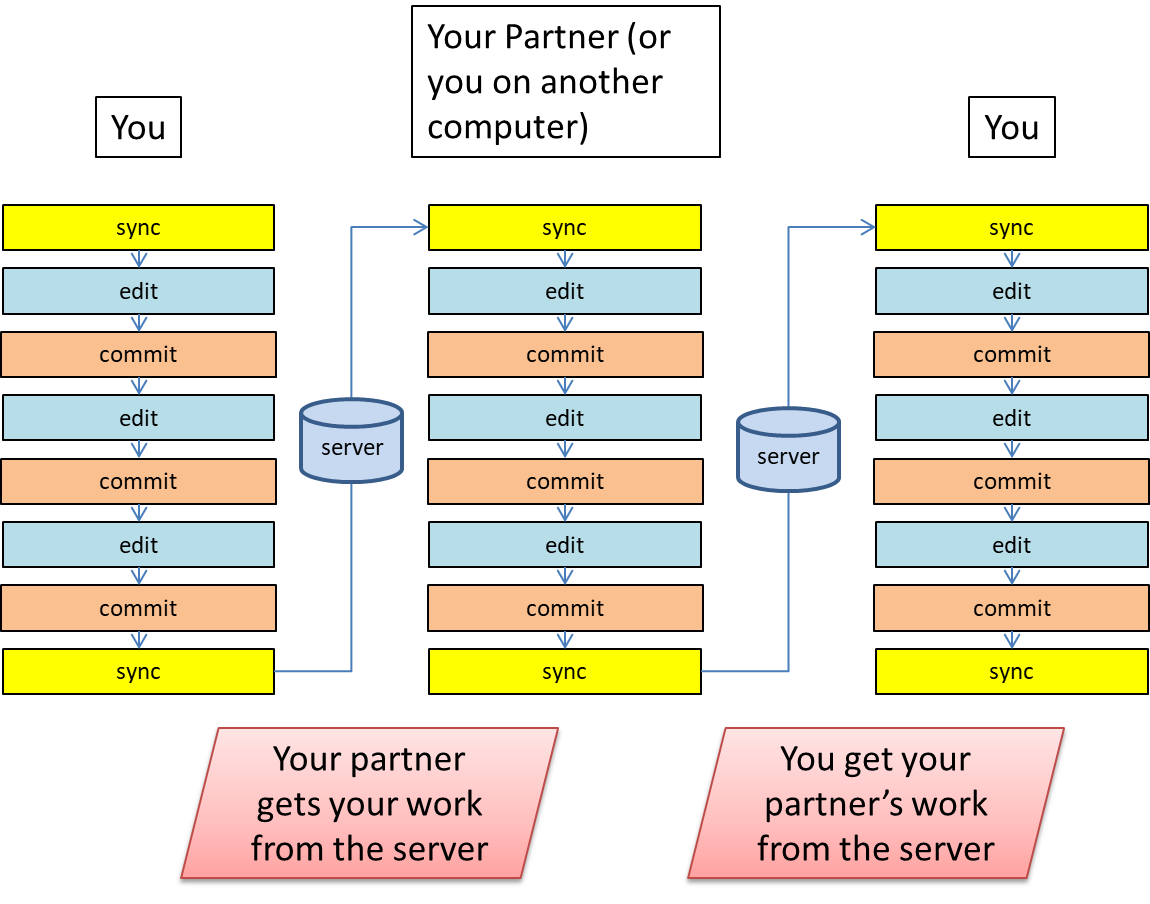 Your Partner (or
you on another
computer)
You
You
sync
edit
commit
edit
commit
edit
commit
sync
server
sync
edit
commit
edit
commit
edit
commit
sync
server
sync
edit
commit
edit
commit
edit
commit
sync
Your partner
gets your work
from the server
You get your
partner’s work
from the server